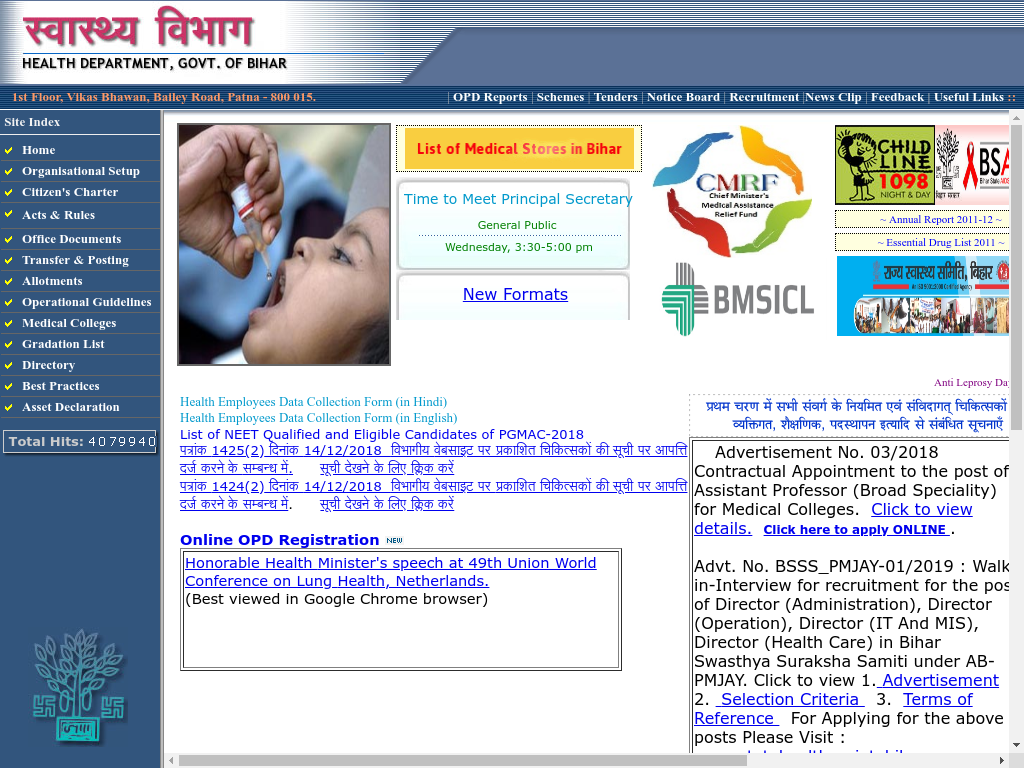 स्वास्थ्य विभाग
HEALTH DEPARTMENT, GOVT. OF BIHAR
1st Floor, Vikas Bhawan, Bailey Road, Patna - 800 015.
| OPD Reports | Schemes | Tenders | Notice Board | Recruitment |News Clip | Feedback | Useful Links ::
Site Index
Home
Organisational Setup
Citizen's Charter
Acts & Rules
Office Documents
Transfer & Posting
Allotments
Operational Guidelines
Medical Colleges
Gradation List
Directory
Best Practices
Asset Declaration
Total Hits: 4079940
List of Medical Stores in Bihar
Time to Meet Principal Secretary
General Public
Wednesday, 3:30-5:00 pm
New Formats
CMRF
Chief Minister's
Medical Assistance
Relief Fund
BMSICL
CHILD
LINE
1098
NIGHT & DAY
BSA
Bihar State AIDS
~ Annual Report 2011-12 ~
~ Essential Drug List 2011 ~
राज्य स्वास्थ्य समिति, बिहार
Anti Leprosy Day
Health Employees Data Collection Form (in Hindi)
Health Employees Data Collection Form (in English)
List of NEET Qualified and Eligible Candidates of PGMAC-2018
पत्रांक 1425(2) दिनांक 14/12/2018 विभागीय वेबसाइट पर प्रकाशित चिकित्सकों की सूची पर आपत्ति
दर्ज करने के सम्बन्ध में. सूची देखने के लिए क्लिक करें
पत्रांक 1424(2) दिनांक 14/12/2018 विभागीय वेबसाइट पर प्रकाशित चिकित्सकों की सूची पर आपत्ति
दर्ज करने के सम्बन्ध में. सूची देखने के लिए क्लिक करें
Online OPD Registration NEW
Honorable Health Minister's speech at 49th Union World
Conference on Lung Health, Netherlands.
(Best viewed in Google Chrome browser)
प्रथम चरण में सभी संवर्ग के नियमित एवं संविदागत् चिकित्सकों
व्यक्तिगत, शैक्षणिक, पदस्थापन इत्यादि से संबंधित सूचनाएँ
Advertisement No. 03/2018
Contractual Appointment to the post of
Assistant Professor (Broad Speciality)
for Medical Colleges. Click to view
details. Click here to apply ONLINE .
Advt. No. BSSS_PMJAY-01/2019 : Walk
in-Interview for recruitment for the pos
of Director (Administration), Director
(Operation), Director (IT And MIS),
Director (Health Care) in Bihar
Swasthya Suraksha Samiti under AB-
PMJAY. Click to view 1. Advertisement
2. Selection Criteria 3. Terms of
Reference For Applying for the above
posts Please Visit :